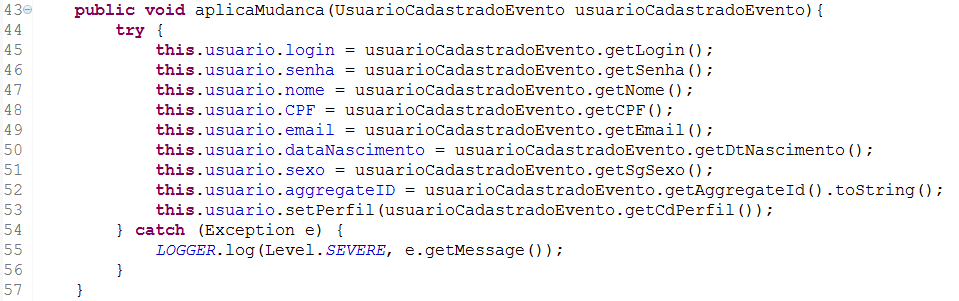 43 public void aplicaMudanca(UsuarioCadastradoEvento usuarioCadastradoEvento){
44 try {
45 this.usuario.login = usuarioCadastradoEvento.getLogin();
46 this.usuario.senha = usuarioCadastradoEvento.getSenha();
47 this.usuario.nome = usuarioCadastradoEvento.getNome();
48 this.usuario.CPF = usuarioCadastradoEvento.getCPF();
49 this.usuario.email = usuarioCadastradoEvento.getEmail();
50 this.usuario.dataNascimento = usuarioCadastradoEvento.getDtNascimento();
51 this.usuario.sexo = usuarioCadastradoEvento.getSgSexo();
52 this.usuario.aggregateID = usuarioCadastradoEvento.getAggregateId().toString();
53 this.usuario.setPerfil(usuarioCadastradoEvento.getCdPerfil());
54 } catch (Exception e) {
55 LOGGER.log(Level.SEVERE, e.getMessage());
56 }
57 }